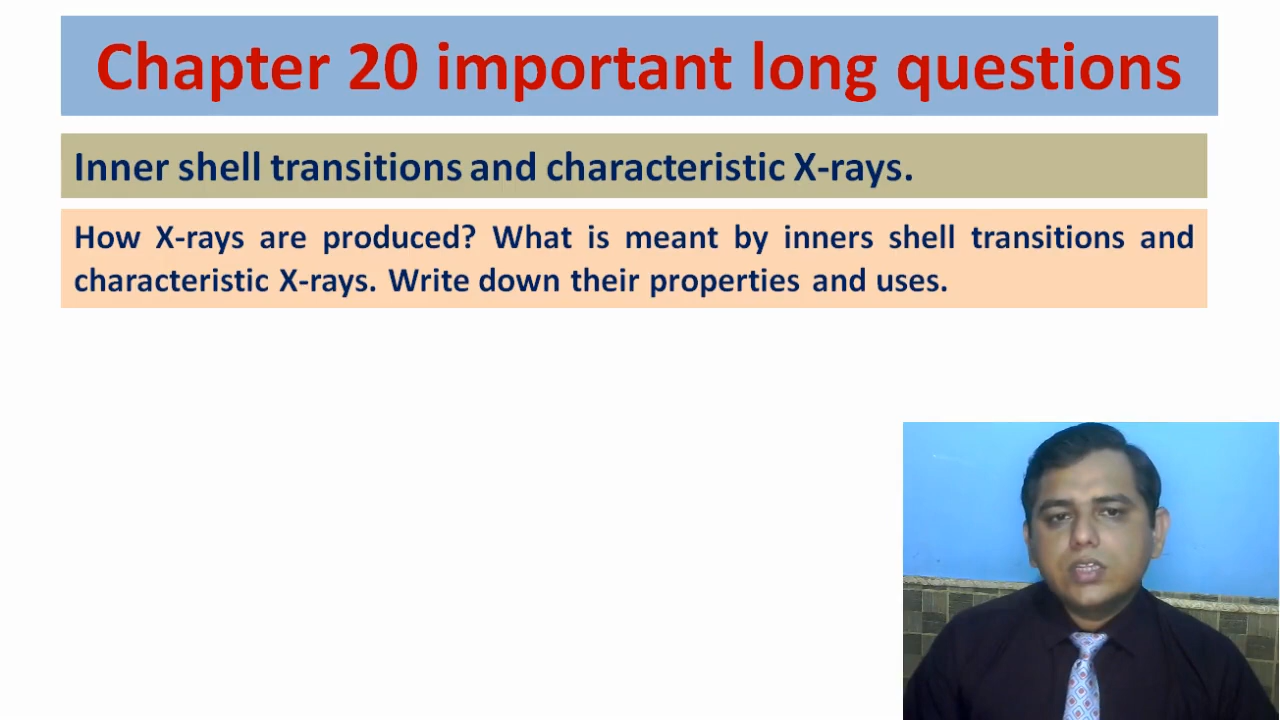 Chapter 20 important long questions
Inner shell transitions and characteristic X-rays.
How X-rays are produced? What is meant by inners shell transitions and
characteristic X-rays. Write down their properties and uses.